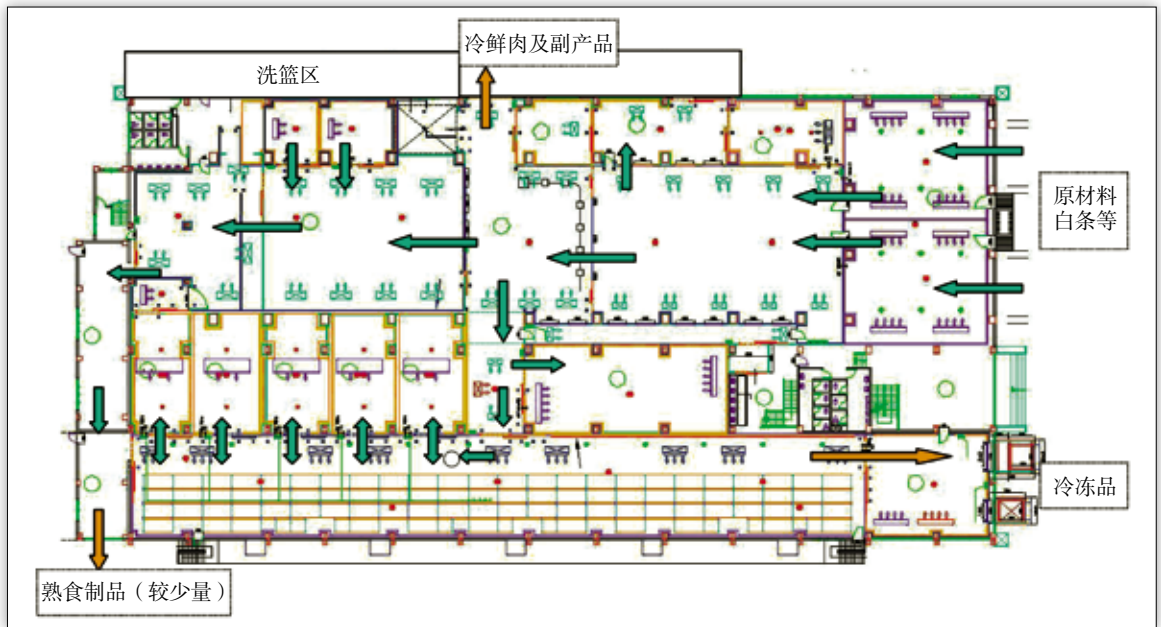 冷鲜肉及副产品
洗篮区
原材料
白条等
冷冻品
熟食制品（较少量）